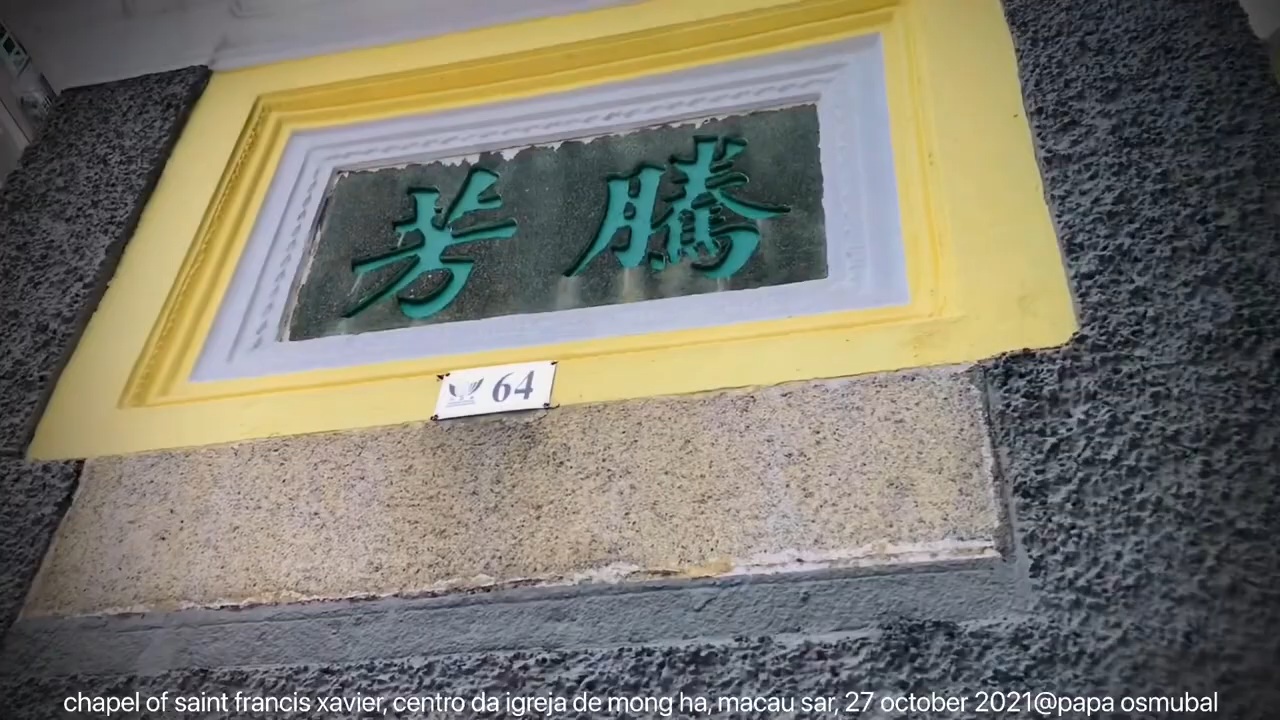 騰芳
64
chapel of saint francis xavier, centro da igreja de mong ha, macau sar, 27 october 2021@papa osmubal